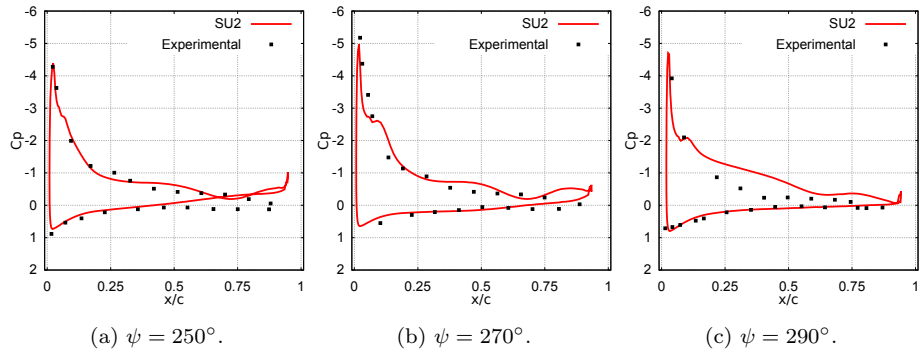 -6
-5
-4
-3
-2
-1
0
1
2
Cp
0
0.25
0.5
0.75
1
x/c
SU2
Experimental
(a) ψ = 250°.
-6
-5
-4
-3
-2
-1
0
1
2
Cp
0
0.25
0.5
0.75
1
x/c
SU2
Experimental
(b) ψ = 270°.
-6
-5
-4
-3
-2
-1
0
1
2
Cp
0
0.25
0.5
0.75
1
x/c
SU2
Experimental
(c) ψ = 290°.